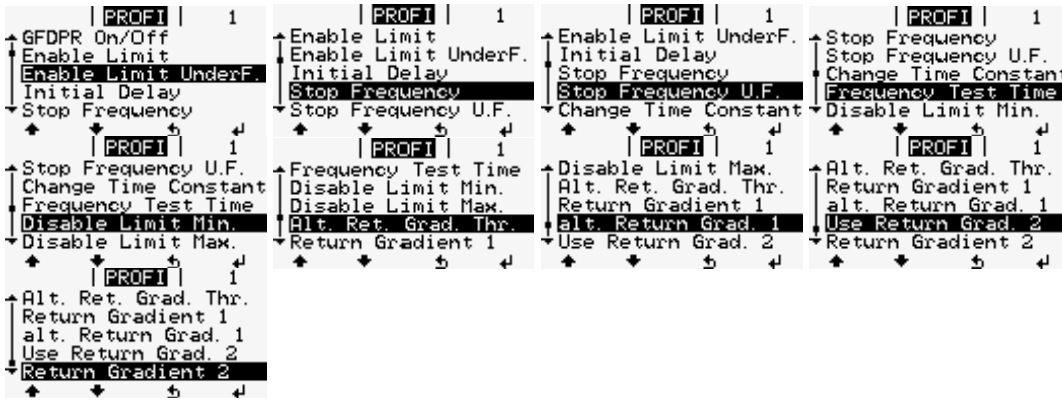 PROFI 1
GFDPR On/Off
Enable Limit
Enable Limit UnderF.
Initial Delay
Stop Frequency
PROFI 1
Enable Limit
Enable Limit UnderF.
Initial Delay
Stop Frequency
Stop Frequency U.F.
PROFI 1
Enable Limit UnderF.
Initial Delay
Stop Frequency
Stop Frequency U.F.
Change Time Constant
PROFI 1
Stop Frequency
Stop Frequency U.F.
Change Time Constant
Frequency Test Time
Disable Limit Min.
PROFI 1
Stop Frequency U.F.
Change Time Constant
Frequency Test Time
Disable Limit Min.
Disable Limit Max.
PROFI 1
Frequency Test Time
Disable Limit Min.
Disable Limit Max.
Alt. Ret. Grad. Thr.
Return Gradient 1
PROFI 1
Disable Limit Max.
Alt. Ret. Grad. Thr.
Return Gradient 1
alt. Return Grad. 1
Use Return Grad. 2
PROFI 1
Alt. Ret. Grad. Thr.
Return Gradient 1
alt. Return Grad. 1
Use Return Grad. 2
Return Gradient 2
PROFI 1
Alt. Ret. Grad. Thr.
Return Gradient 1
alt. Return Grad. 1
Use Return Grad. 2
Return Gradient 2